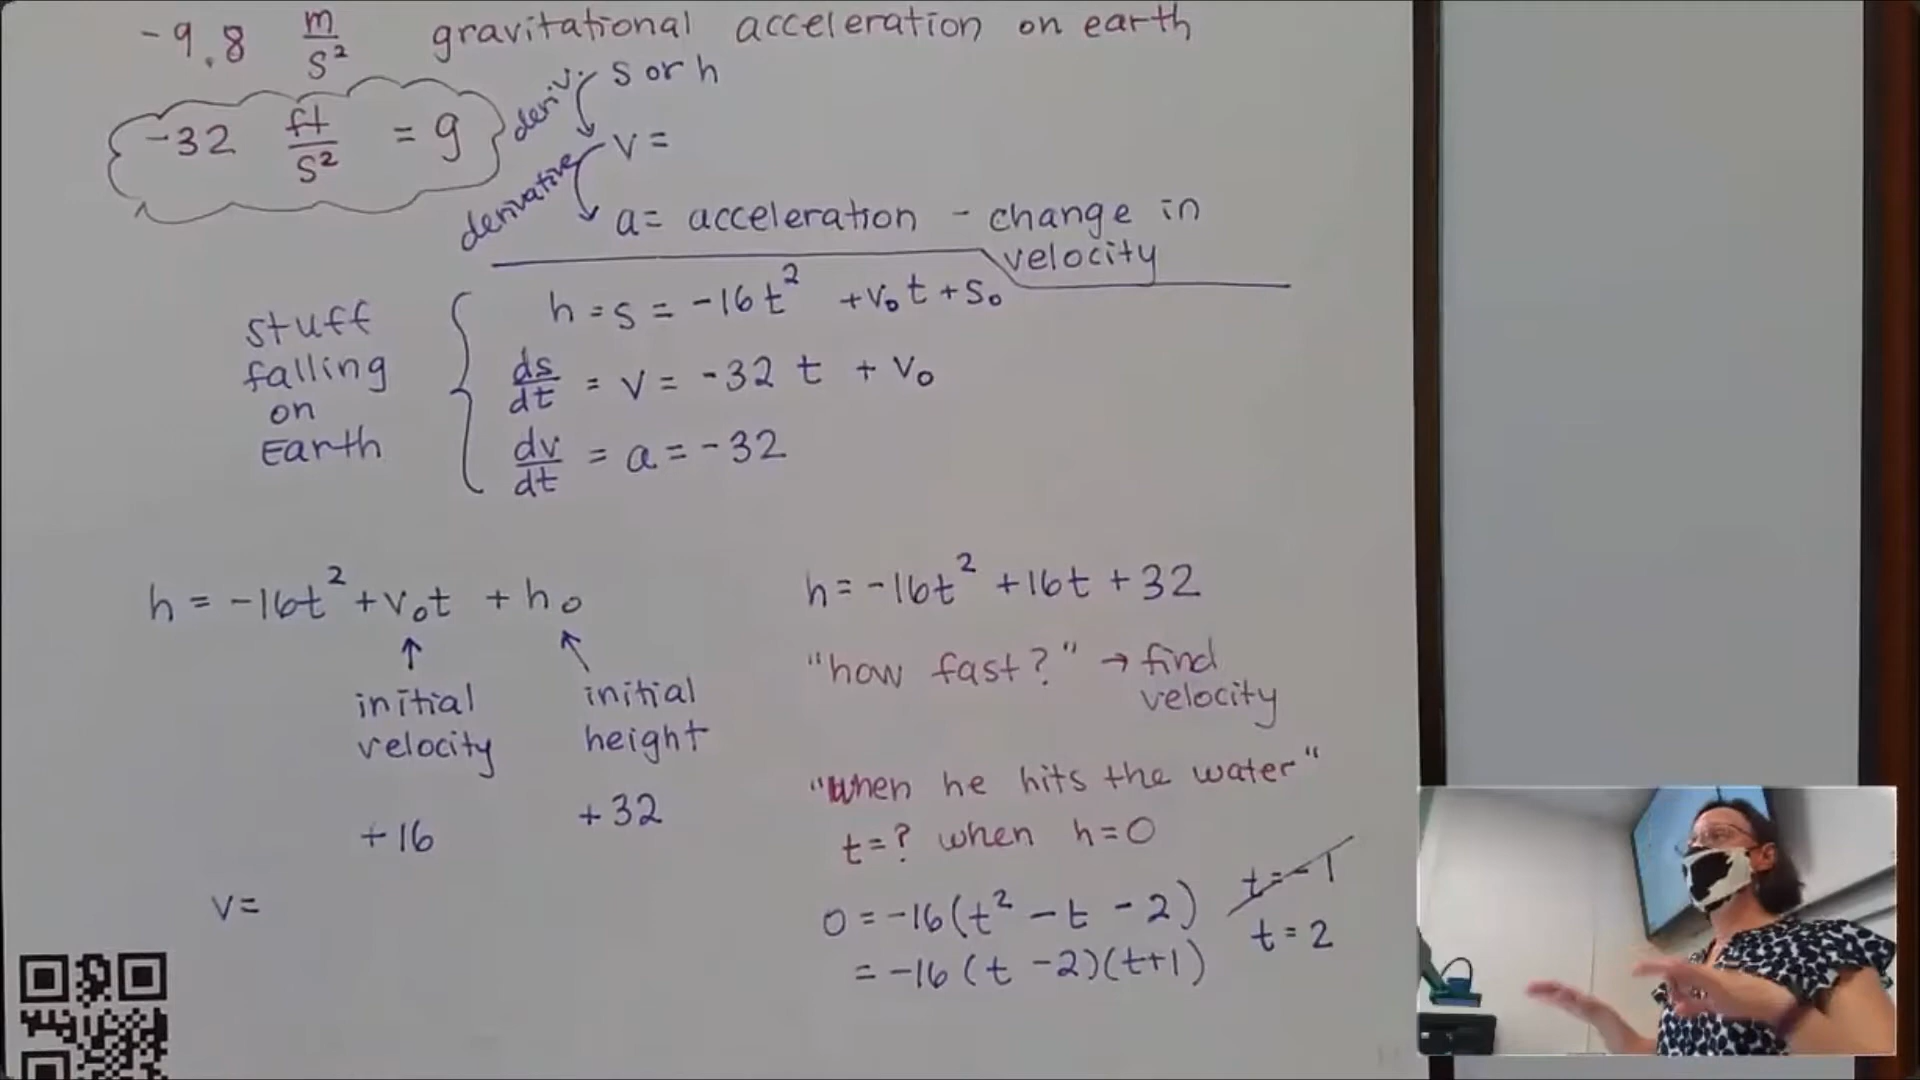 -9.8 m/s² gravitational acceleration on earth
-32 ft/s² = g
deriv. s or h
v =
derivative
a = acceleration - change in
velocity
stuff
falling
on
Earth
h = s = -16t² + v₀t + s₀
ds/dt = v = -32t + v₀
dv/dt = a = -32
h = -16t² + v₀t + h₀
initial
velocity
initial
height
+16
+32
v =
h = -16t² + 16t + 32
"how fast?" → find
velocity
"when he hits the water"
t = ? when h = 0
0 = -16(t² - t - 2)
= -16(t - 2)(t + 1)
t = -1
t = 2